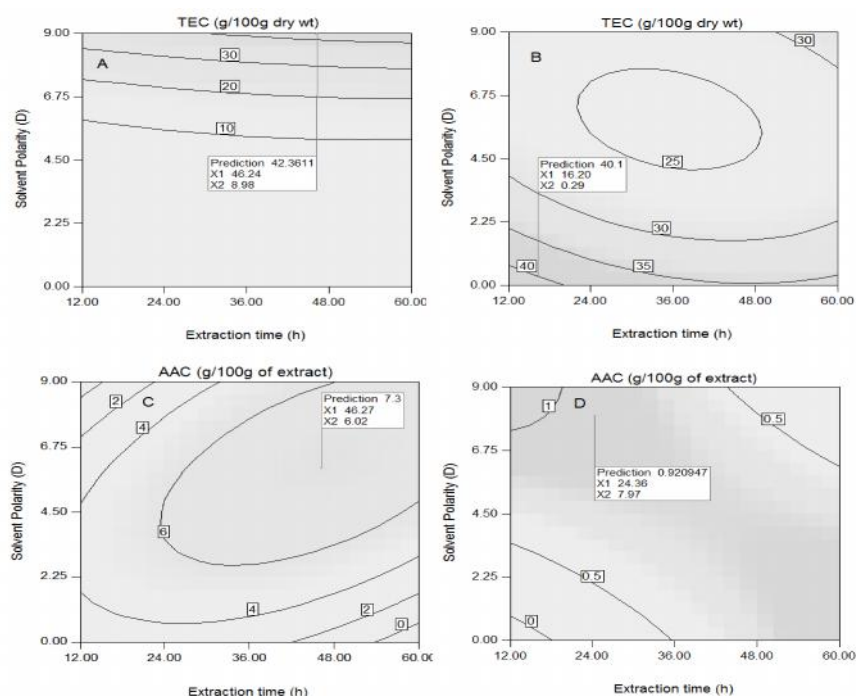 TEC (g/100g dry wt)
9.00
6.75
4.50
2.25
0.00
Solvent Polarity (D)
A
30
20
10
Prediction 42.3611
X1 46.24
X2 8.98
12.00 24.00 36.00 48.00 60.00
Extraction time (h)
TEC (g/100g dry wt)
9.00
6.75
4.50
2.25
0.00
Solvent Polarity (D)
B
30
25
Prediction 40.1
X1 16.20
X2 0.29
30
35
40
12.00 24.00 36.00 48.00 60.00
Extraction time (h)
AAC (g/100g of extract)
9.00
6.75
4.50
2.25
0.00
Solvent Polarity (D)
C
2
4
Prediction 7.3
X1 46.27
X2 6.02
6
4
2
0
12.00 24.00 36.00 48.00 60.00
Extraction time (h)
AAC (g/100g of extract)
9.00
6.75
4.50
2.25
0.00
Solvent Polarity (D)
D
1
0.5
Prediction 0.920947
X1 24.36
X2 7.97
0.5
0
12.00 24.00 36.00 48.00 60.00
Extraction time (h)